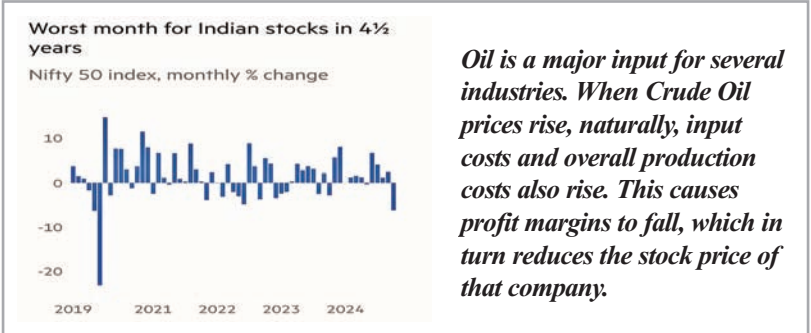 Worst month for Indian stocks in 4½
years
Nifty 50 index, monthly % change
10
0
-10
-20
2019 2021 2022 2023 2024
Oil is a major input for several
industries. When Crude Oil
prices rise, naturally, input
costs and overall production
costs also rise. This causes
profit margins to fall, which in
turn reduces the stock price of
that company.